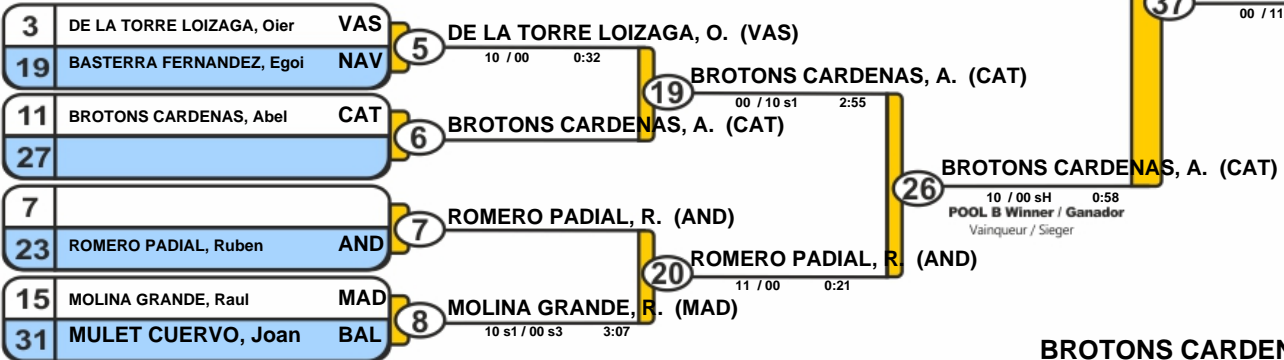 3 DE LA TORRE LOIZAGA, Oier VAS
19 BASTERRA FERNANDEZ, Egoi NAV
5 DE LA TORRE LOIZAGA, O. (VAS)
10 / 00 0:32
11 BROTONS CARDENAS, Abel CAT
27
6 BROTONS CARDENAS, A. (CAT)
19 BROTONS CARDENAS, A. (CAT)
00 / 10 s1 2:55
7
23 ROMERO PADIAL, Ruben AND
7 ROMERO PADIAL, R. (AND)
15 MOLINA GRANDE, Raul MAD
31 MULET CUERVO, Joan BAL
8 MOLINA GRANDE, R. (MAD)
10 s1 / 00 s3 3:07
20 ROMERO PADIAL, R. (AND)
11 / 00 0:21
26 BROTONS CARDENAS, A. (CAT)
10 / 00 sH 0:58
POOL B Winner / Ganador
Vainqueur / Sieger
37
00 / 11
BROTONS CARDEN